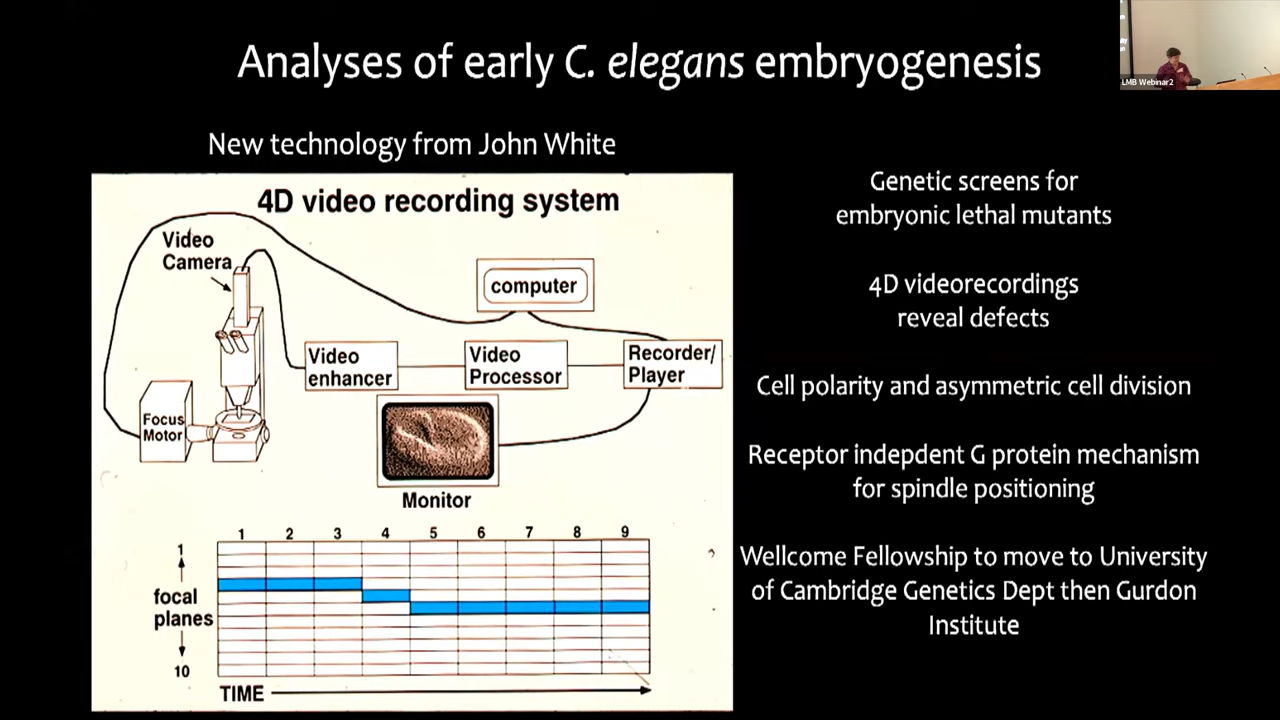 Analyses of early C. elegans embryogenesis
LMB Webinar2
New technology from John White
4D video recording system
Video
Camera
computer
Video
enhancer
Video
Processor
Recorder/
Player
Focus
Motor
Monitor
1 2 3 4 5 6 7 8 9
1
focal
planes
10
TIME
Genetic screens for
embryonic lethal mutants
4D videorecordings
reveal defects
Cell polarity and asymmetric cell division
Receptor indepdent G protein mechanism
for spindle positioning
Wellcome Fellowship to move to University
of Cambridge Genetics Dept then Gurdon
Institute